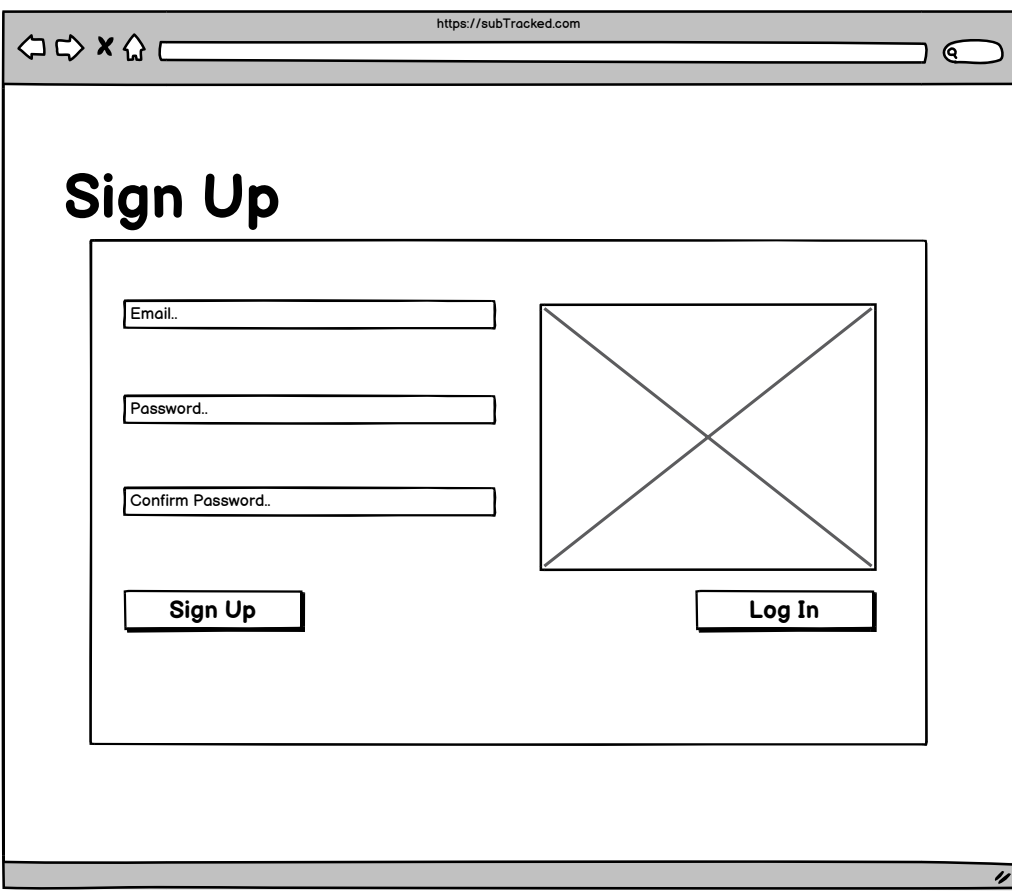 https://subTracked.com
Sign Up
Email..
Password..
Confirm Password..
Sign Up
Log In